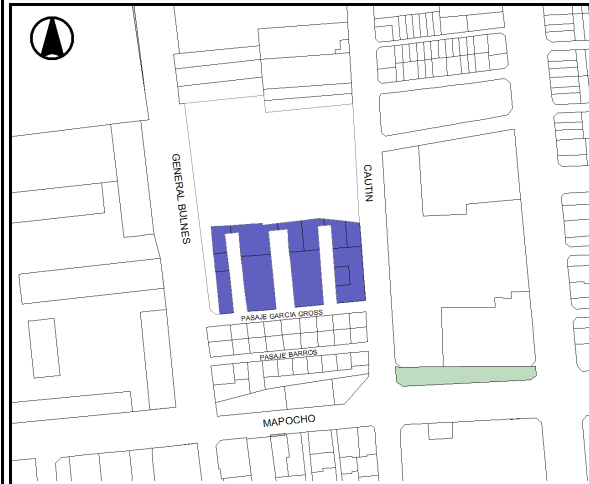 GENERAL BULNES
CAUTIN
PASAJE GARCIA GROSS
PASAJE BARROS
MAPOCHO